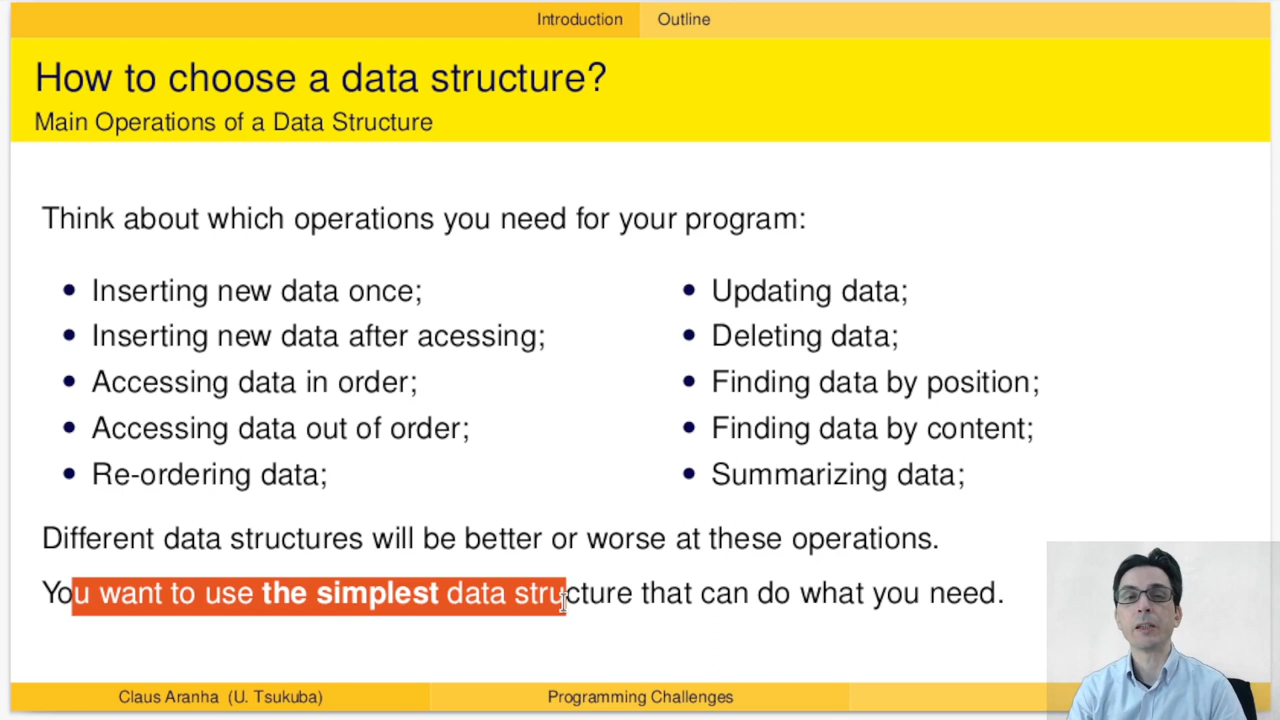 Introduction Outline
How to choose a data structure?
Main Operations of a Data Structure
Think about which operations you need for your program:
Inserting new data once;
Inserting new data after acessing;
Accessing data in order;
Accessing data out of order;
Re-ordering data;
Updating data;
Deleting data;
Finding data by position;
Finding data by content;
Summarizing data;
Different data structures will be better or worse at these operations.
You want to use the simplest data structure that can do what you need.
Claus Aranha (U. Tsukuba) Programming Challenges